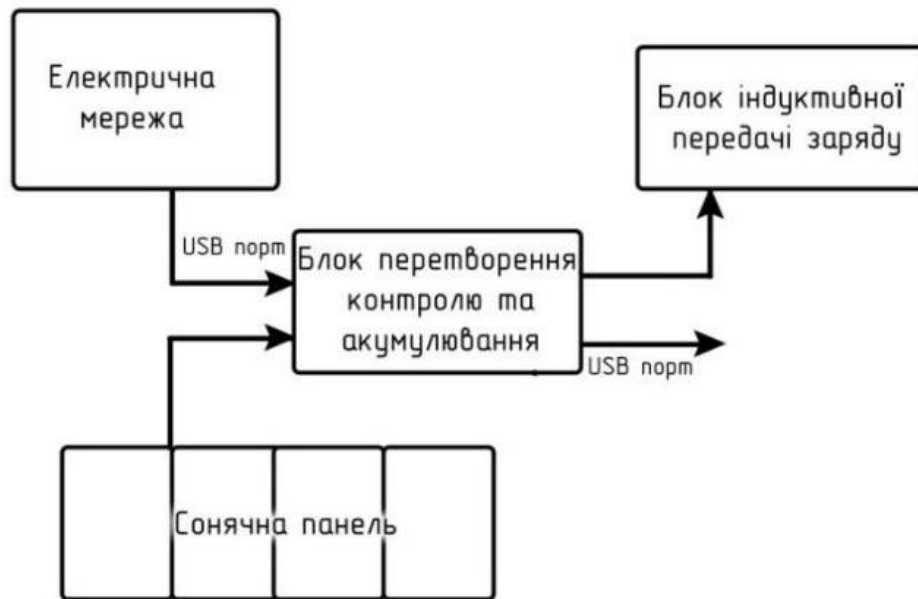 Електрична
мережа
Блок індуктивної
передачі заряду
USB порт
Блок перетворення
контролю та
акумулювання
USB порт
Сонячна панель